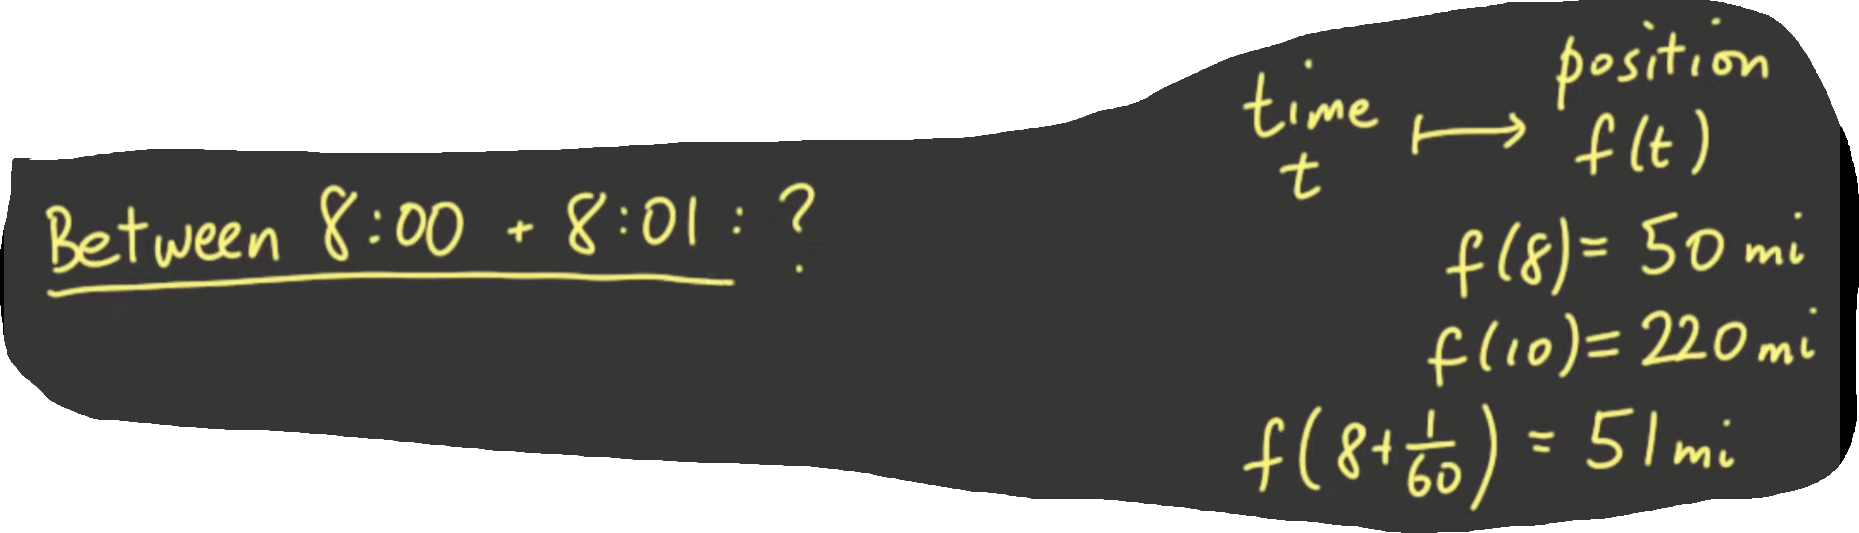 time ↦ position
t f(t)
Between 8:00 + 8:01 : ?
f(8) = 50 mi
f(10) = 220 mi
f(8+1/60) = 51 mi